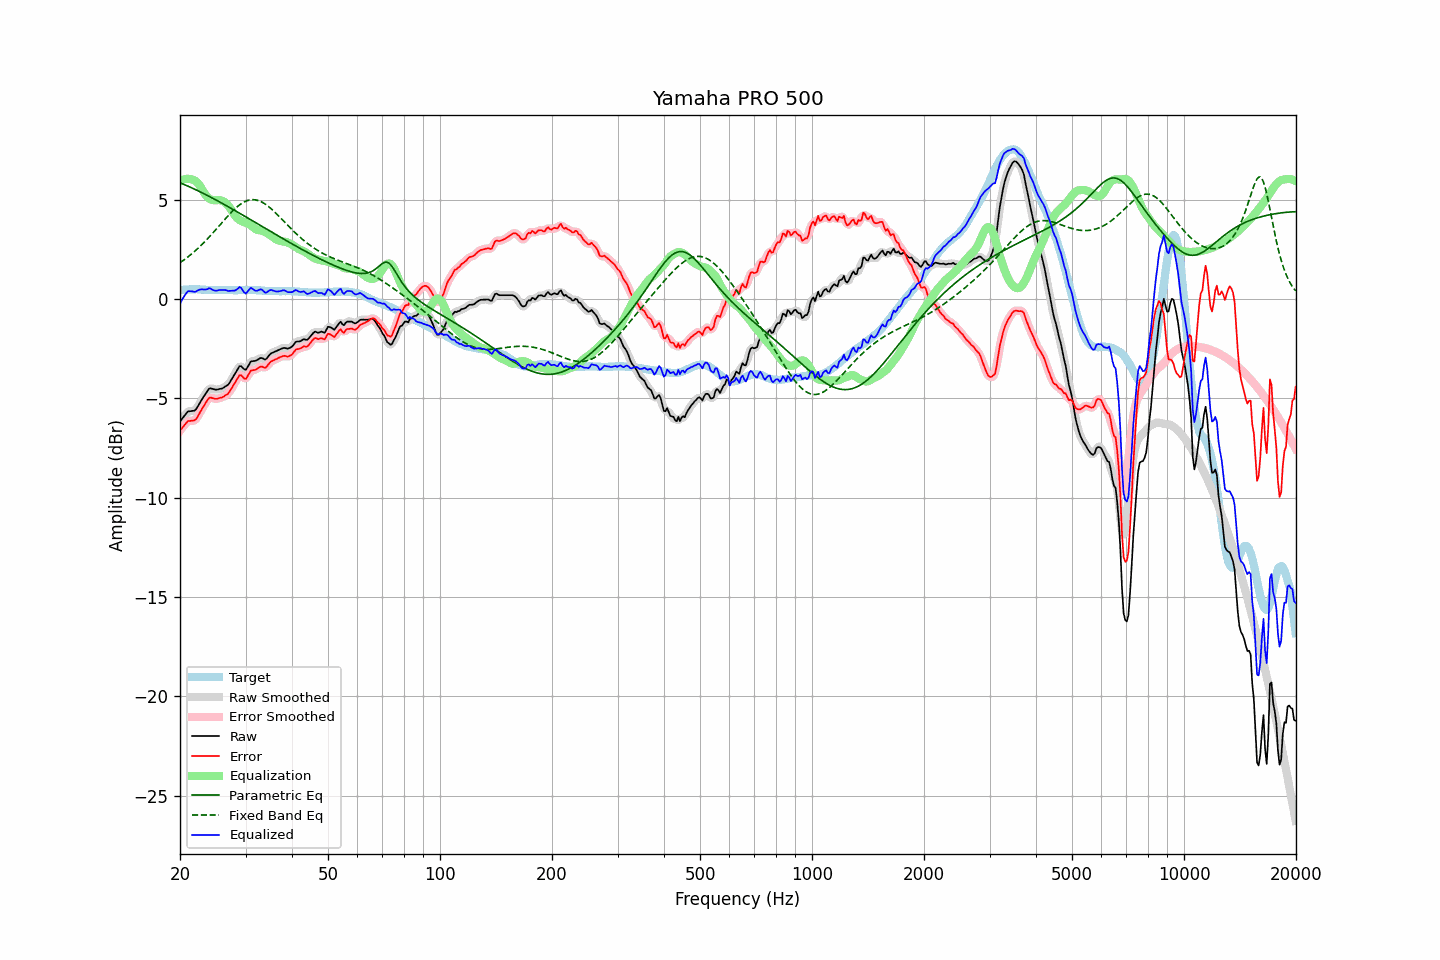 Yamaha PRO 500
Amplitude (dBr)
5
0
−5
−10
−15
−20
−25
Target
Raw Smoothed
Error Smoothed
Raw
Error
Equalization
Parametric Eq
Fixed Band Eq
Equalized
20 50 100 200 500 1000 2000 5000 10000 20000
Frequency (Hz)